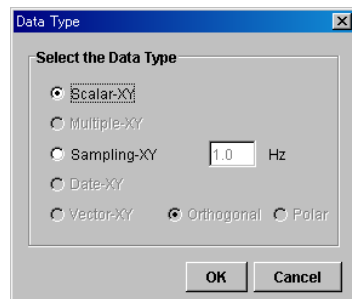 Data Type
Select the Data Type
Scalar-XY
Multiple-XY
Sampling-XY 1.0 Hz
Date-XY
Vector-XY Orthogonal Polar
OK Cancel